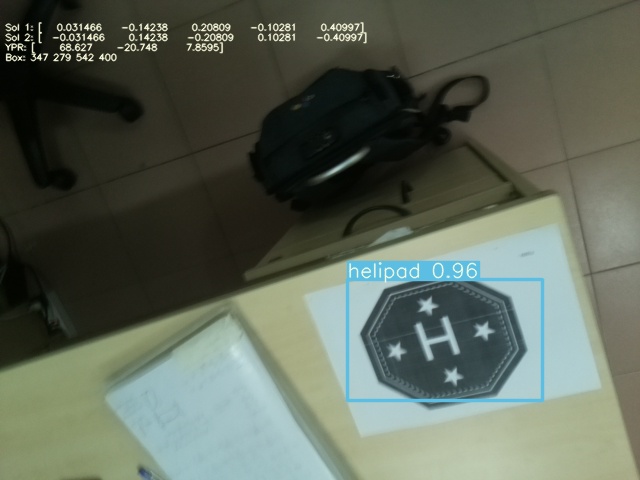 Sol 1: [ 0.031466 -0.14238 0.20809 -0.10281 0.40997]
Sol 2: [ -0.031466 0.14238 -0.20809 0.10281 -0.40997]
YPR: [ 68.627 -20.748 7.8595]
Box: 347 279 542 400
helipad 0.96
H